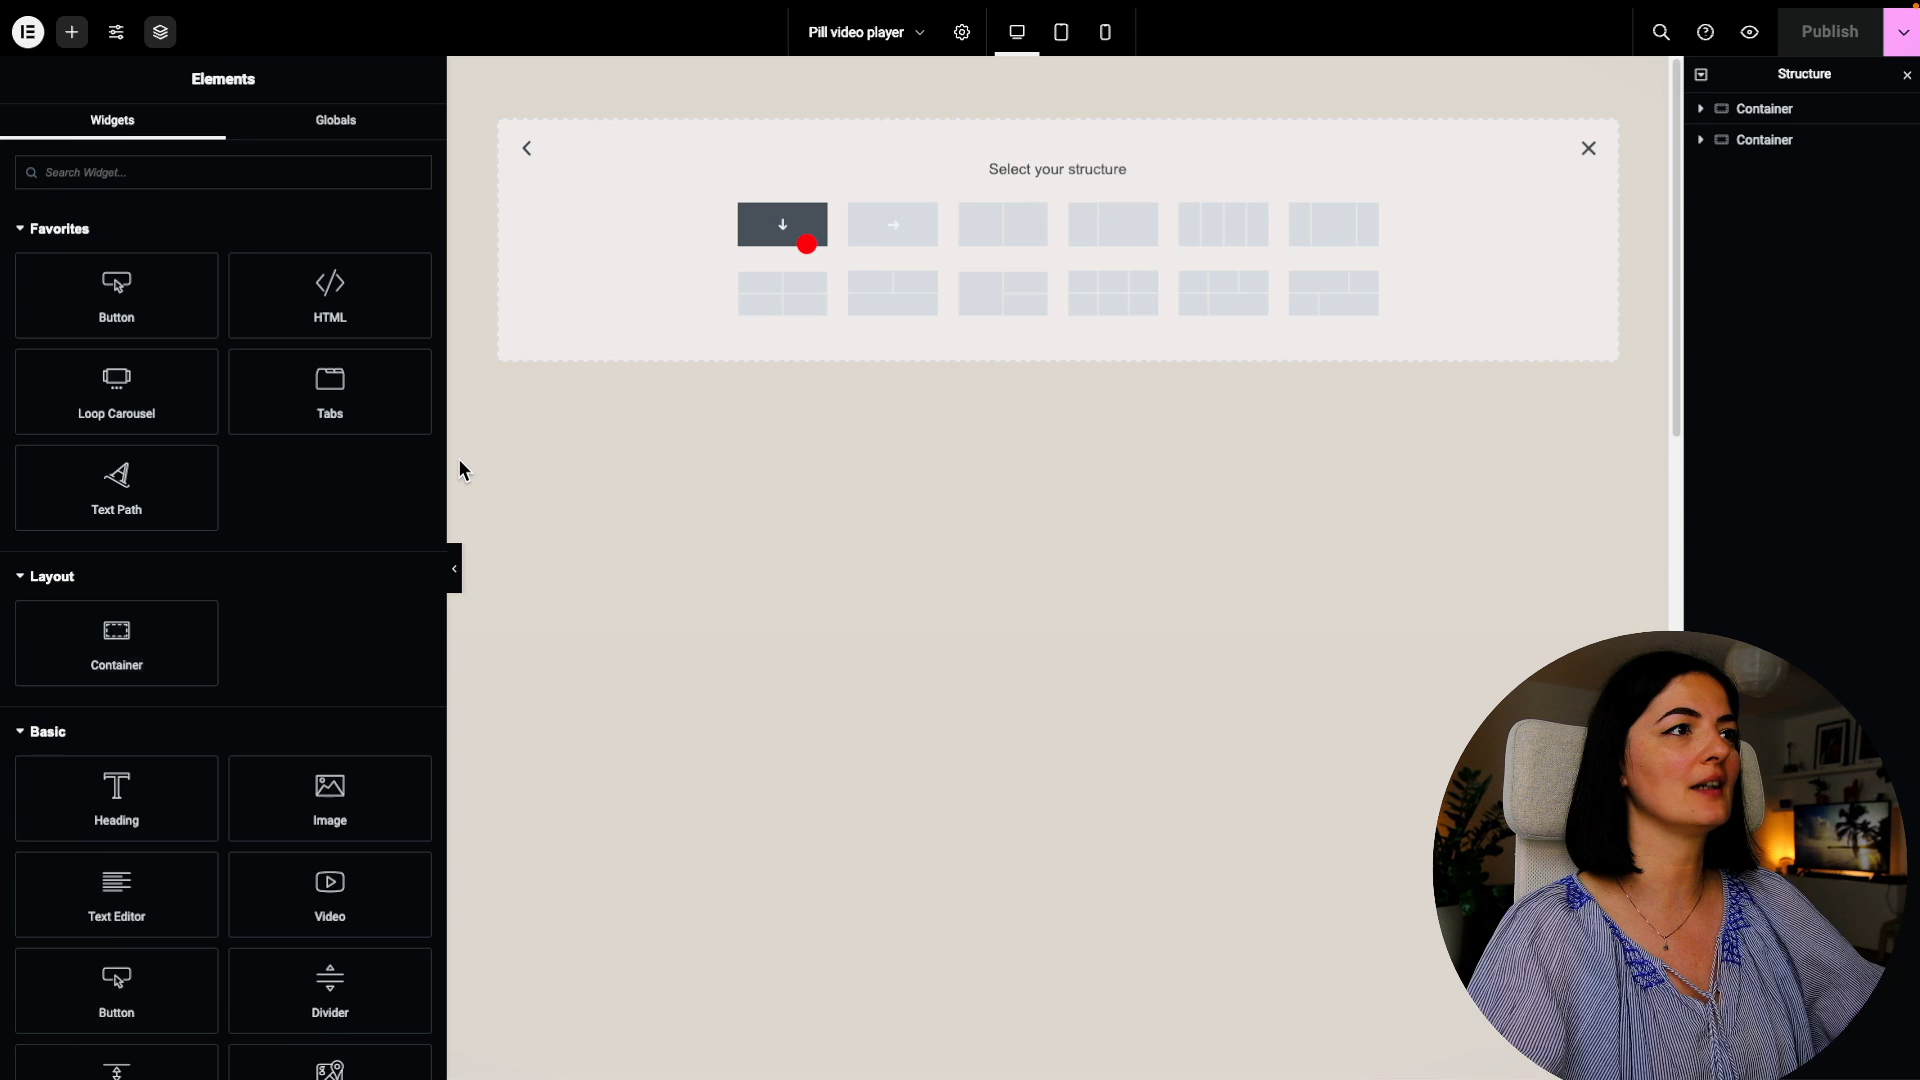 Pill video player
Publish
Elements
Widgets
Globals
Search Widget...
Favorites
Button
HTML
Loop Carousel
Tabs
Text Path
Layout
Container
Basic
Heading
Image
Text Editor
Video
Button
Divider
Select your structure
Structure
Container
Container